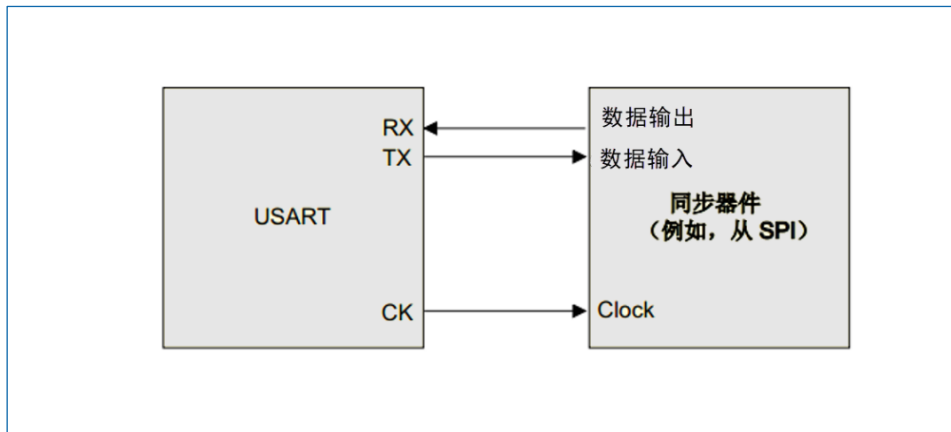 RX
TX
USART
CK
数据输出
数据输入
同步器件
（例如，从 SPI）
Clock